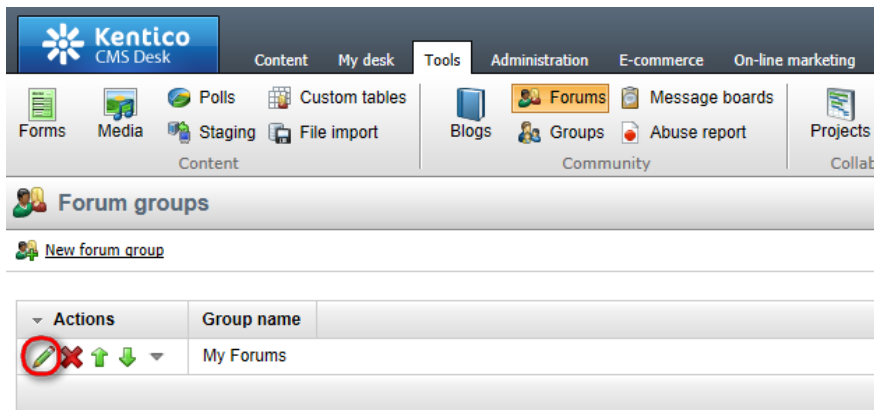 Kentico
CMS Desk
Content My desk Tools Administration E-commerce On-line marketing
Polls Custom tables Forums Message boards
Forms Media Staging File import Blogs Groups Abuse report Projects
Content Community Collab
Forum groups
New forum group
Actions Group name
My Forums